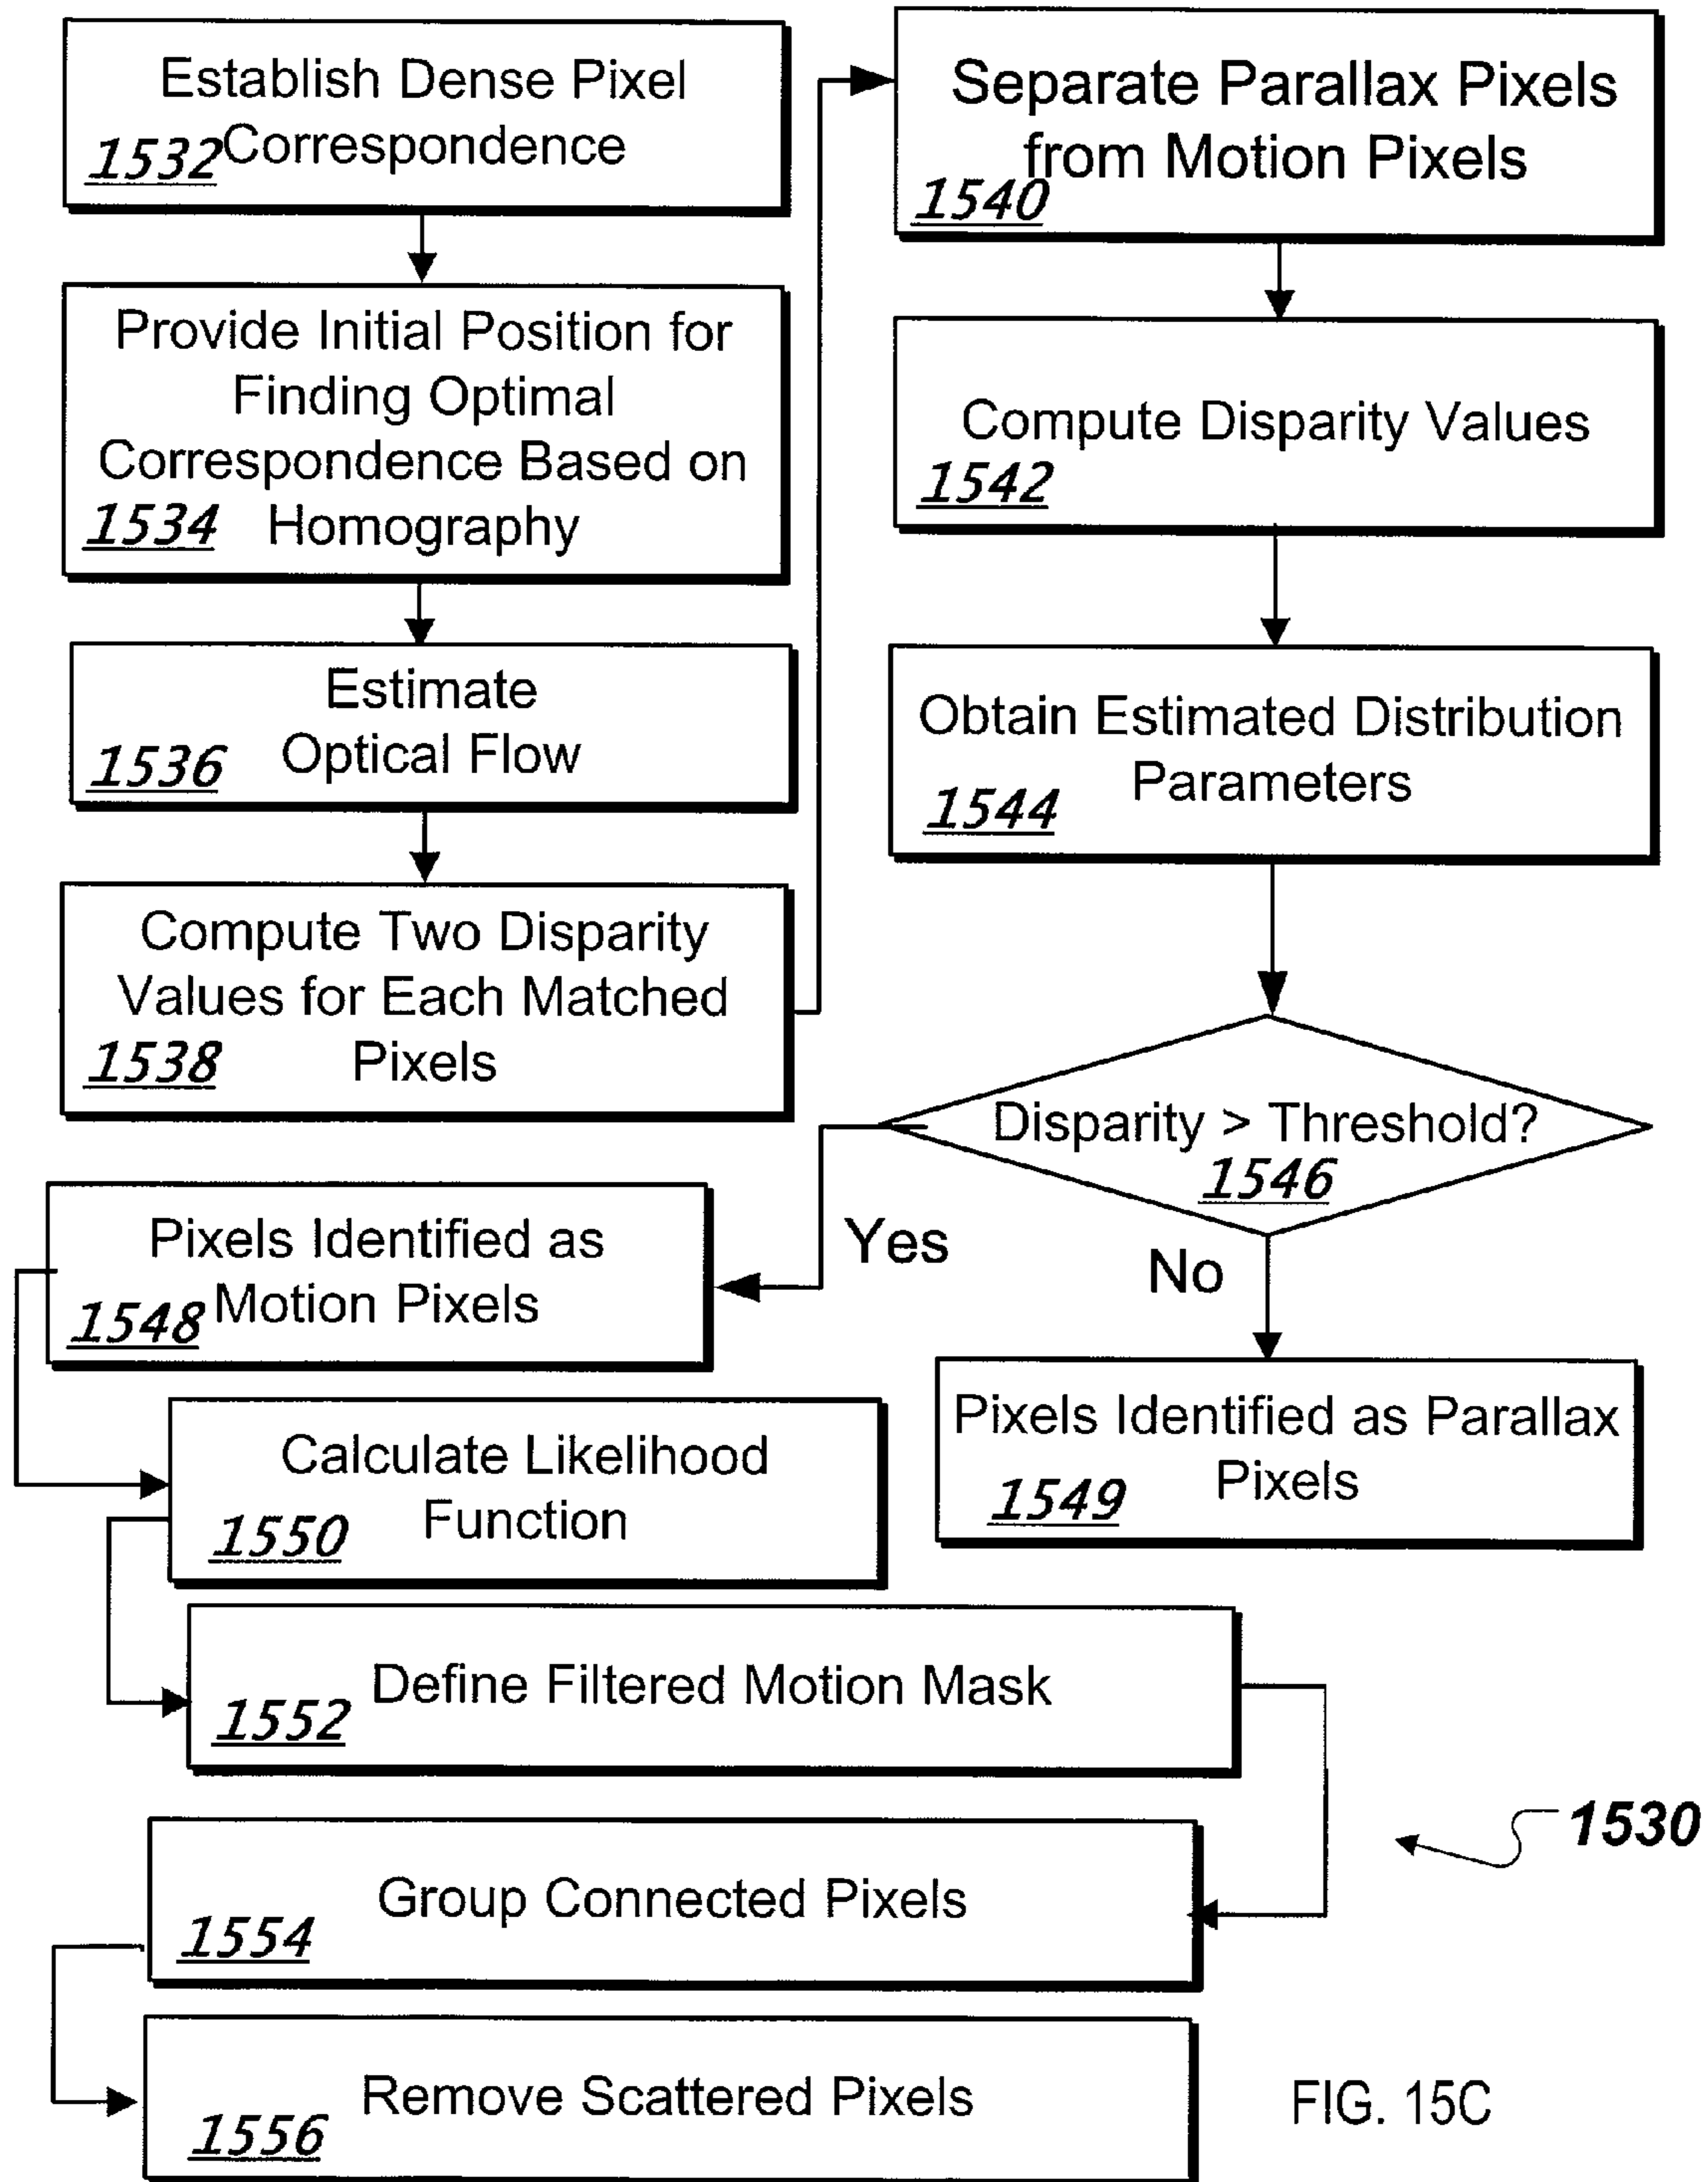 Establish Dense Pixel
1532 Correspondence
Provide Initial Position for
Finding Optimal
Correspondence Based on
1534 Homography
Estimate
1536 Optical Flow
Compute Two Disparity
Values for Each Matched
1538 Pixels
Separate Parallax Pixels
from Motion Pixels
1540
Compute Disparity Values
1542
Obtain Estimated Distribution
Parameters
1544
Disparity > Threshold?
1546
Yes
No
Pixels Identified as
1548 Motion Pixels
Pixels Identified as Parallax
Pixels
1549
Calculate Likelihood
Function
1550
Define Filtered Motion Mask
1552
Group Connected Pixels
1554
1530
Remove Scattered Pixels
1556
FIG. 15C